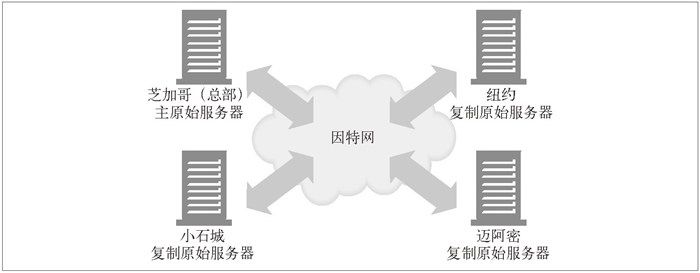 芝加哥（总部）
主原始服务器
纽约
复制原始服务器
因特网
小石城
复制原始服务器
迈阿密
复制原始服务器